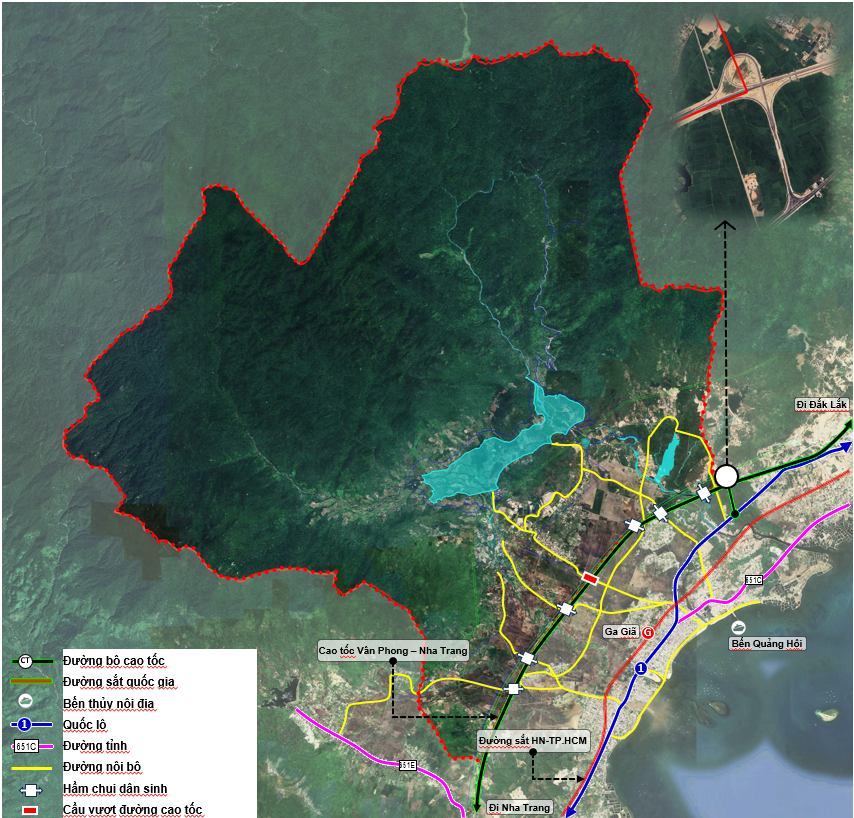 Đi Đắk Lắk
CT
1
651C
Ga Giã
G
Bến Quảng Hội
Cao tốc Vân Phong – Nha Trang
1
Đường sắt HN-TP.HCM
651E
Đi Nha Trang
CT
Đường bộ cao tốc
Đường sắt quốc gia
Bến thủy nội địa
1
Quốc lộ
651C
Đường tỉnh
Đường nội bộ
Hầm chui dân sinh
Cầu vượt đường cao tốc